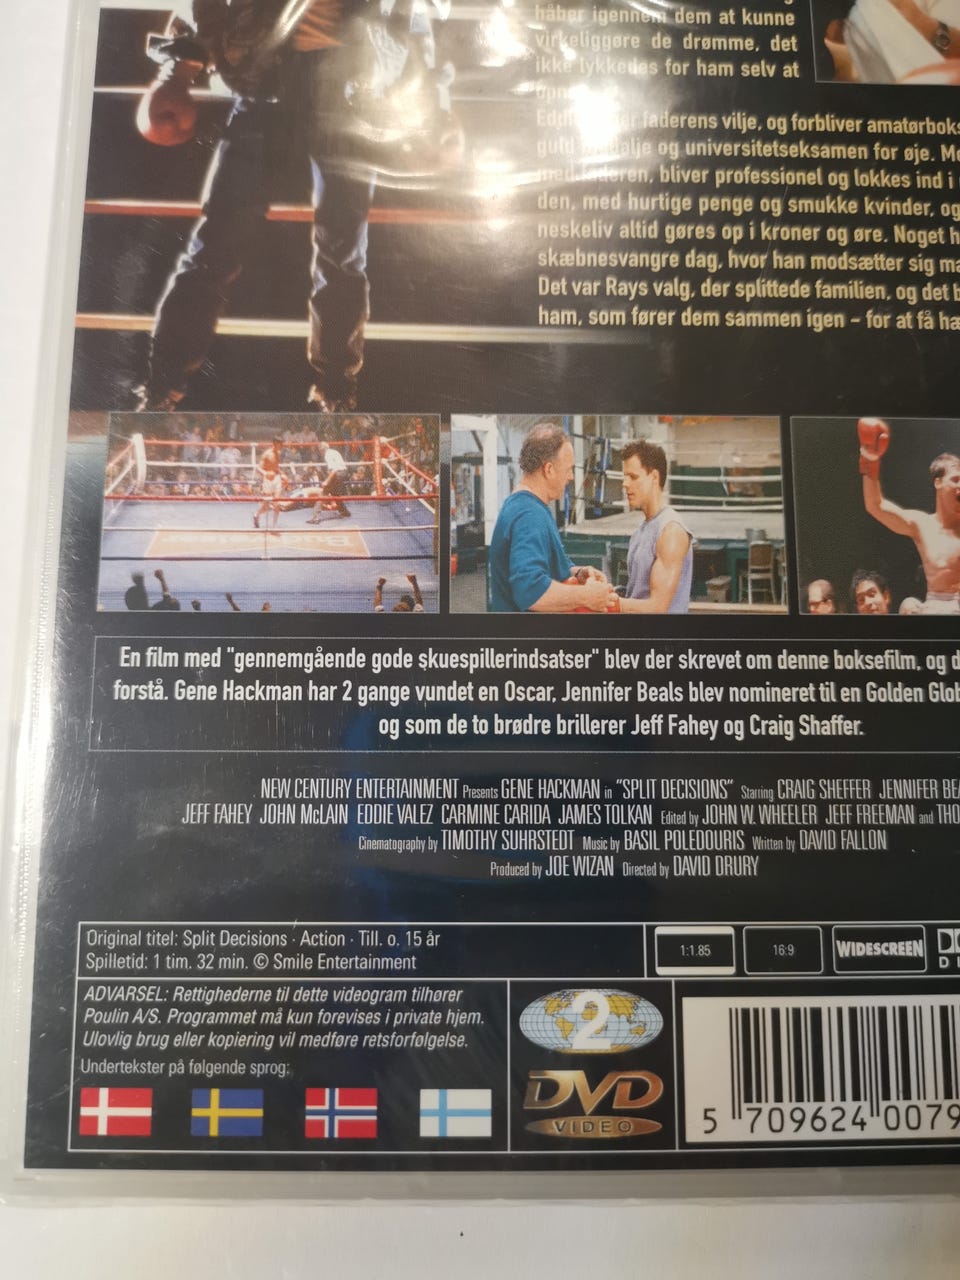 håber igennem dem at kunne
virkeliggøre de drømme, det
ikke lykkedes for ham selv at
faderens vilje, og forbliver amatørboks
guld og universitetseksamen for øje. Me
bliver professionel og lokkes ind i
den, med hurtige penge og smukke kvinder, og
neskeliv altid gøres op i kroner og øre. Noget h
skæbnesvangre dag, hvor han modsætter sig ma
Det var Rays valg, der splittede familien, og det b
ham, som fører dem sammen igen – for at få hæ
Budweiser
En film med "gennemgående gode skuespillerindsatser" blev der skrevet om denne boksefilm, og d
forstå. Gene Hackman har 2 gange vundet en Oscar, Jennifer Beals blev nomineret til en Golden Glob
og som de to brødre brillerer Jeff Fahey og Craig Shaffer.
NEW CENTURY ENTERTAINMENT Presents GENE HACKMAN in "SPLIT DECISIONS" Starring CRAIG SHEFFER JENNIFER BEA
JEFF FAHEY JOHN McLAIN EDDIE VALEZ CARMINE CARIDA JAMES TOLKAN Edited by JOHN W. WHEELER JEFF FREEMAN and THO
Cinematography by TIMOTHY SUHRSTEDT Music by BASIL POLEDOURIS Written by DAVID FALLON
Produced by JOE WIZAN Directed by DAVID DRURY
Original titel: Split Decisions · Action · Till. o. 15 år
Spilletid: 1 tim. 32 min. © Smile Entertainment
1:1.85
16:9
WIDESCREEN
DI
ADVARSEL: Rettighederne til dette videogram tilhører
Poulin A/S. Programmet må kun forevises i private hjem.
Ulovlig brug eller kopiering vil medføre retsforfølgelse.
Undertekster på følgende sprog:
2
DVD
VIDEO
5 709624 0079